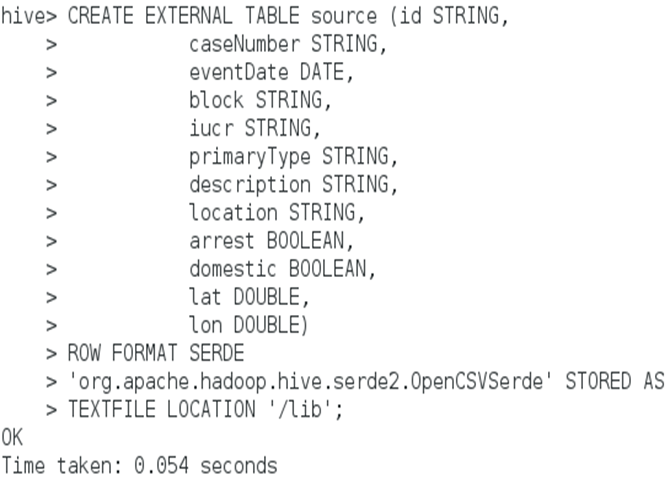 hive> CREATE EXTERNAL TABLE source (id STRING,
    >             caseNumber STRING,
    >             eventDate DATE,
    >             block STRING,
    >             iucr STRING,
    >             primaryType STRING,
    >             description STRING,
    >             location STRING,
    >             arrest BOOLEAN,
    >             domestic BOOLEAN,
    >             lat DOUBLE,
    >             lon DOUBLE)
    > ROW FORMAT SERDE
    > 'org.apache.hadoop.hive.serde2.OpenCSVSerde' STORED AS
    > TEXTFILE LOCATION '/lib';
OK
Time taken: 0.054 seconds